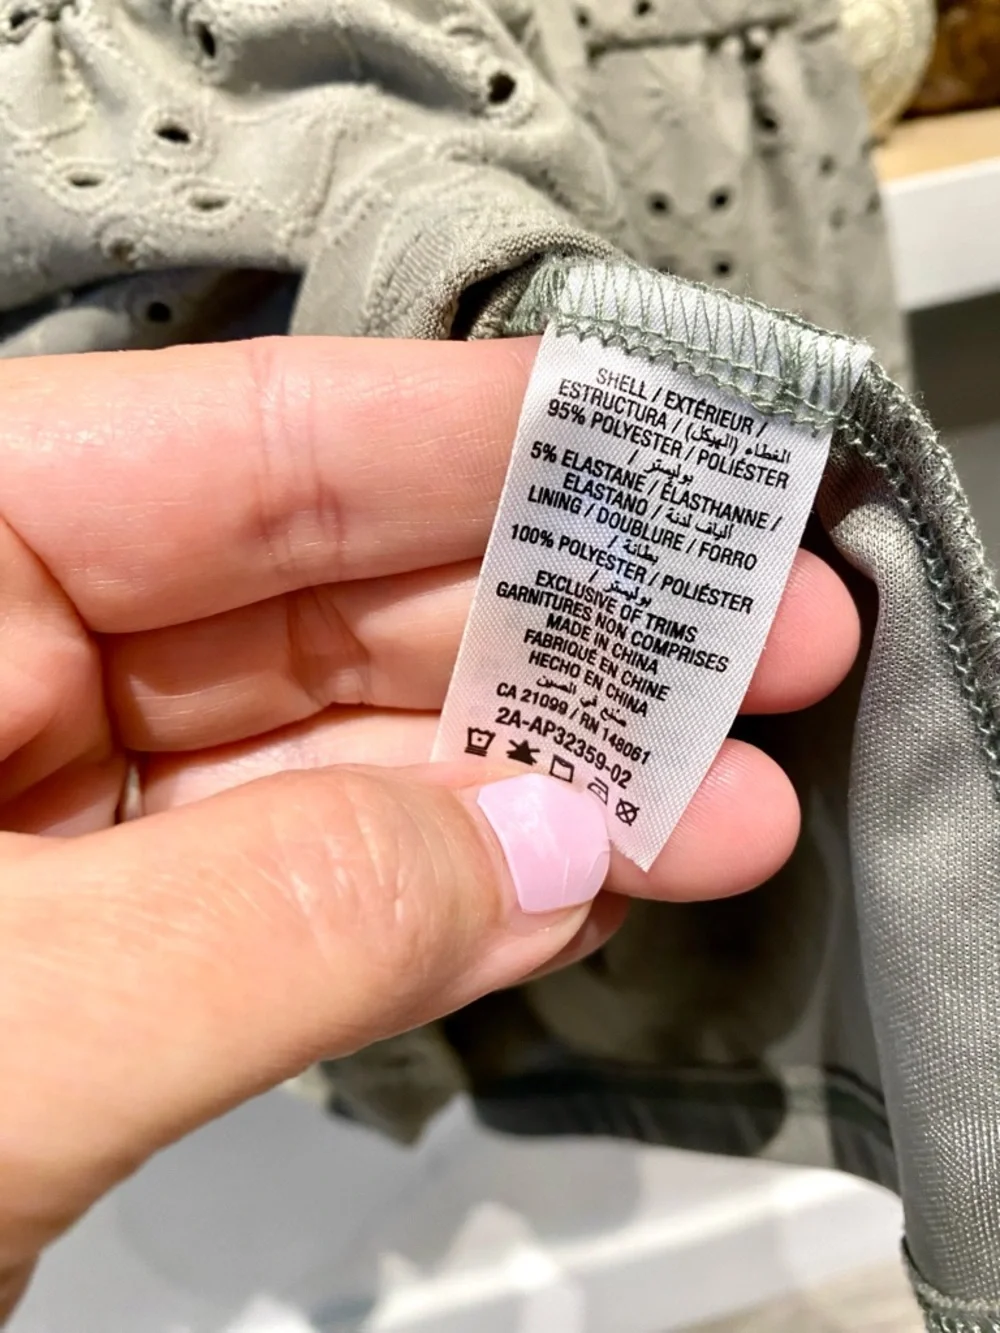 SHELL / EXTÉRIEUR /
ESTRUCTURA / الغطاء (الهيكل)
95% POLYESTER / POLIÉSTER
/ بوليستر
5% ELASTANE / ÉLASTHANNE /
ELASTANO / ألياف لدنة
LINING / DOUBLURE / FORRO
/ بطانة
100% POLYESTER / POLIÉSTER
/ بوليستر
EXCLUSIVE OF TRIMS
GARNITURES NON COMPRISES
MADE IN CHINA
FABRIQUÉ EN CHINE
HECHO EN CHINA
صنع في الصين
CA 21099 / RN 148061
2A-AP32359-02